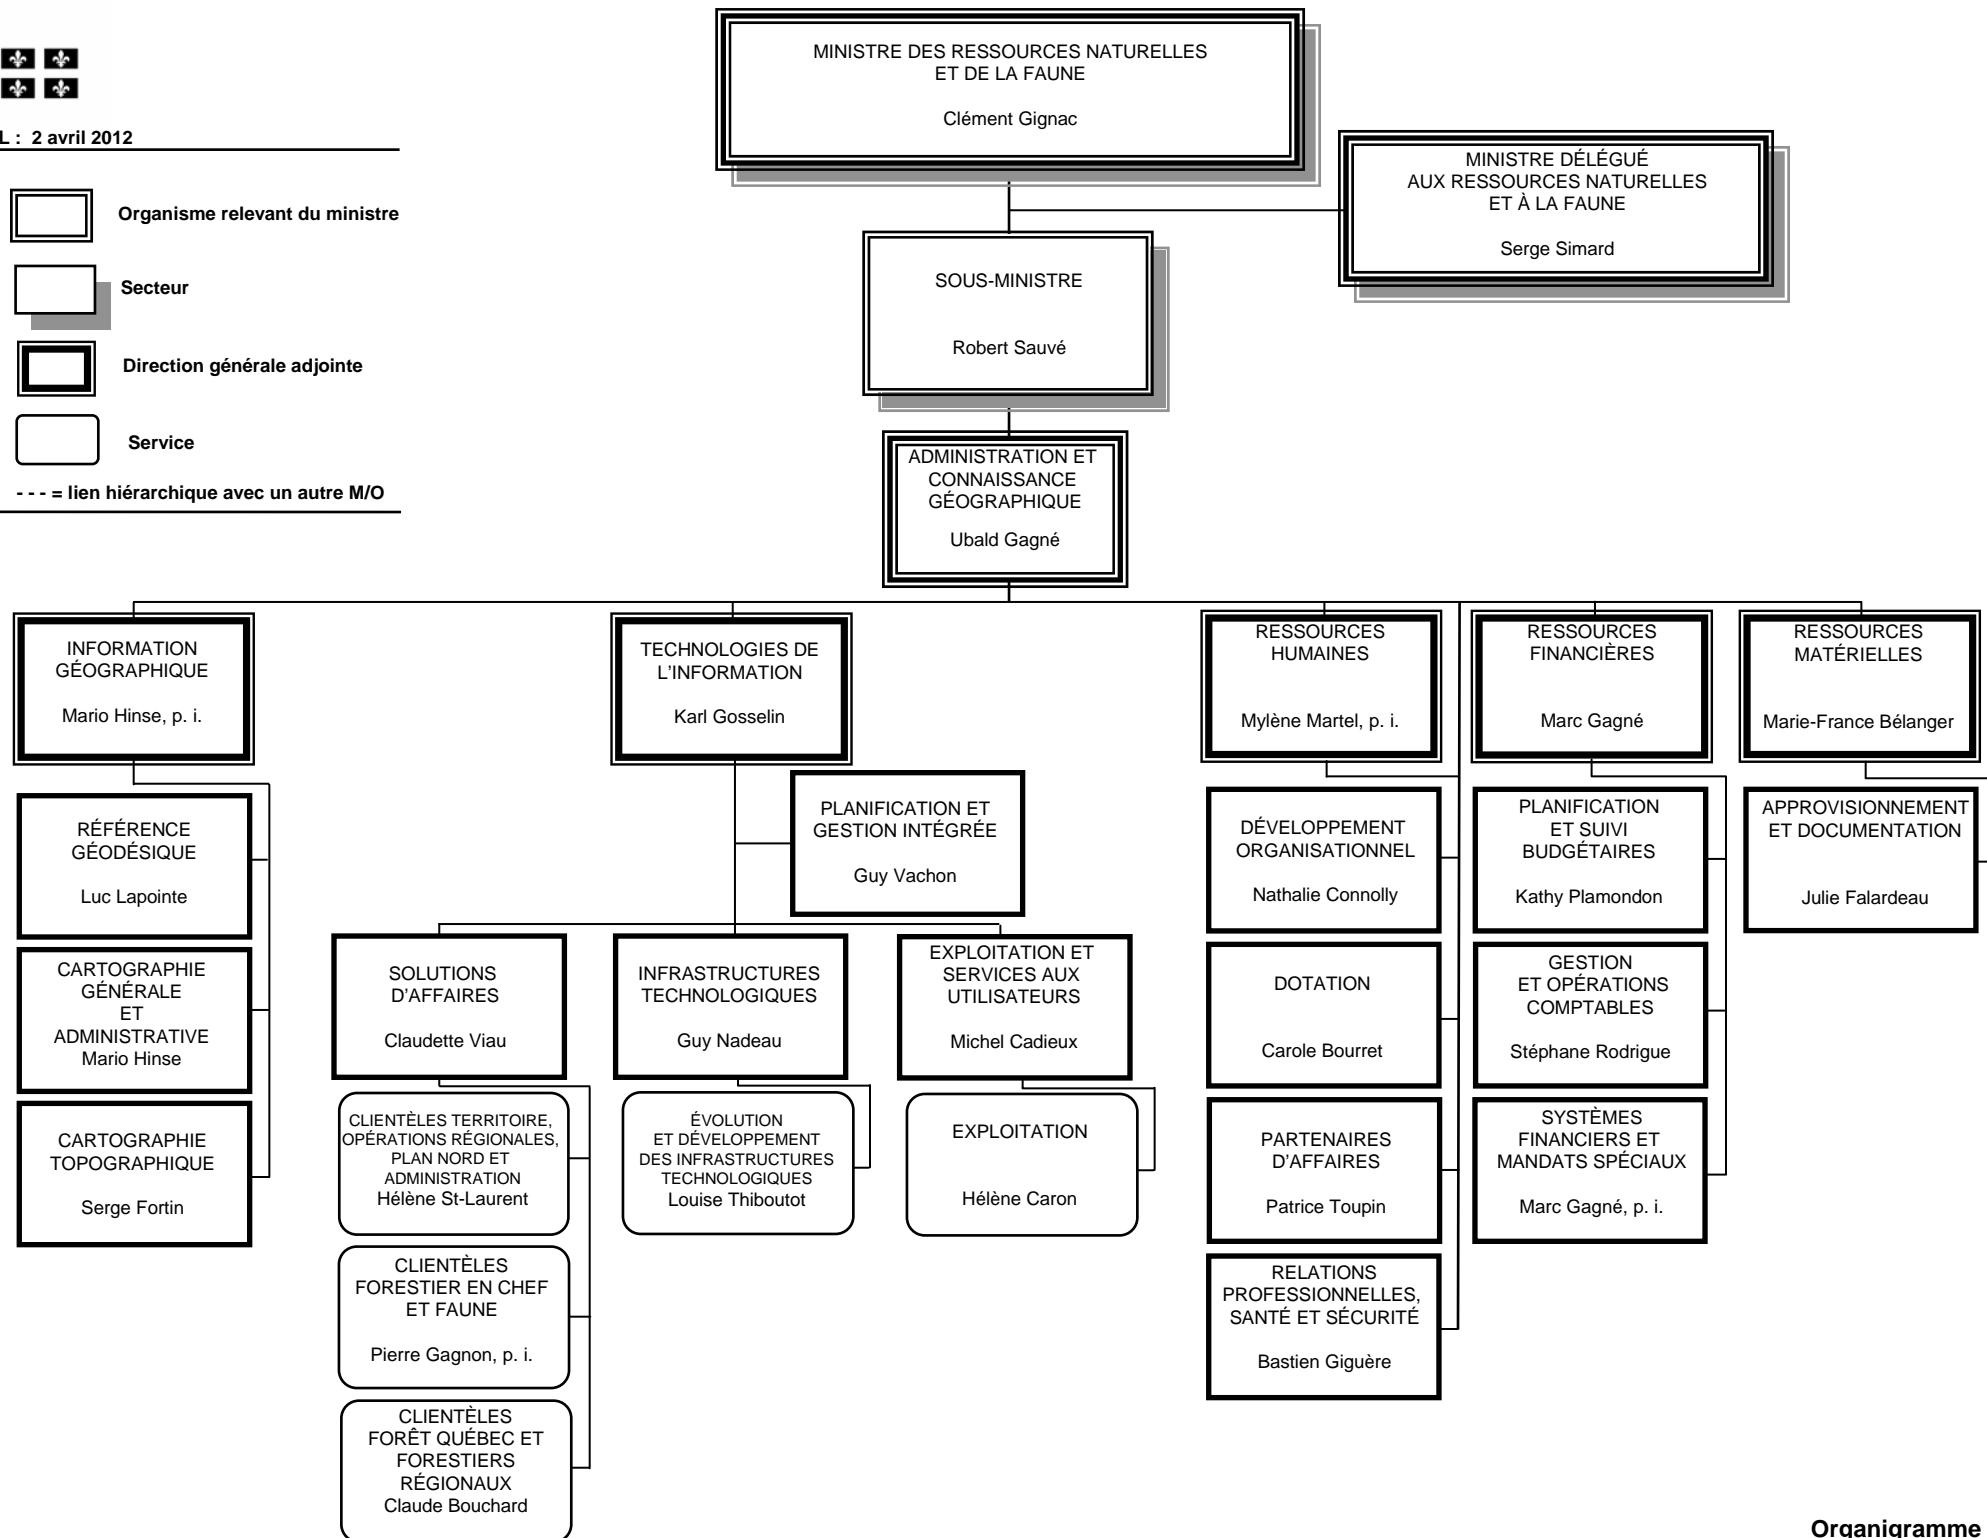 L : 2 avril 2012
Organisme relevant du ministre
Secteur
Direction générale adjointe
Service
- - - = lien hiérarchique avec un autre M/O
MINISTRE DES RESSOURCES NATURELLES
ET DE LA FAUNE
Clément Gignac
MINISTRE DÉLÉGUÉ
AUX RESSOURCES NATURELLES
ET À LA FAUNE
Serge Simard
SOUS-MINISTRE
Robert Sauvé
ADMINISTRATION ET
CONNAISSANCE
GÉOGRAPHIQUE
Ubald Gagné
INFORMATION
GÉOGRAPHIQUE
Mario Hinse, p. i.
TECHNOLOGIES DE
L'INFORMATION
Karl Gosselin
RESSOURCES
HUMAINES
Mylène Martel, p. i.
RESSOURCES
FINANCIÈRES
Marc Gagné
RESSOURCES
MATÉRIELLES
Marie-France Bélanger
RÉFÉRENCE
GÉODÉSIQUE
Luc Lapointe
CARTOGRAPHIE
GÉNÉRALE
ET
ADMINISTRATIVE
Mario Hinse
CARTOGRAPHIE
TOPOGRAPHIQUE
Serge Fortin
PLANIFICATION ET
GESTION INTÉGRÉE
Guy Vachon
SOLUTIONS
D'AFFAIRES
Claudette Viau
INFRASTRUCTURES
TECHNOLOGIQUES
Guy Nadeau
EXPLOITATION ET
SERVICES AUX
UTILISATEURS
Michel Cadieux
CLIENTÈLES TERRITOIRE,
OPÉRATIONS RÉGIONALES,
PLAN NORD ET
ADMINISTRATION
Hélène St-Laurent
CLIENTÈLES
FORESTIER EN CHEF
ET FAUNE
Pierre Gagnon, p. i.
CLIENTÈLES
FORÊT QUÉBEC ET
FORESTIERS
RÉGIONAUX
Claude Bouchard
ÉVOLUTION
ET DÉVELOPPEMENT
DES INFRASTRUCTURES
TECHNOLOGIQUES
Louise Thiboutot
EXPLOITATION
Hélène Caron
DÉVELOPPEMENT
ORGANISATIONNEL
Nathalie Connolly
DOTATION
Carole Bourret
PARTENAIRES
D'AFFAIRES
Patrice Toupin
RELATIONS
PROFESSIONNELLES,
SANTÉ ET SÉCURITÉ
Bastien Giguère
PLANIFICATION
ET SUIVI
BUDGÉTAIRES
Kathy Plamondon
GESTION
ET OPÉRATIONS
COMPTABLES
Stéphane Rodrigue
SYSTÈMES
FINANCIERS ET
MANDATS SPÉCIAUX
Marc Gagné, p. i.
APPROVISIONNEMENT
ET DOCUMENTATION
Julie Falardeau
Organigramme